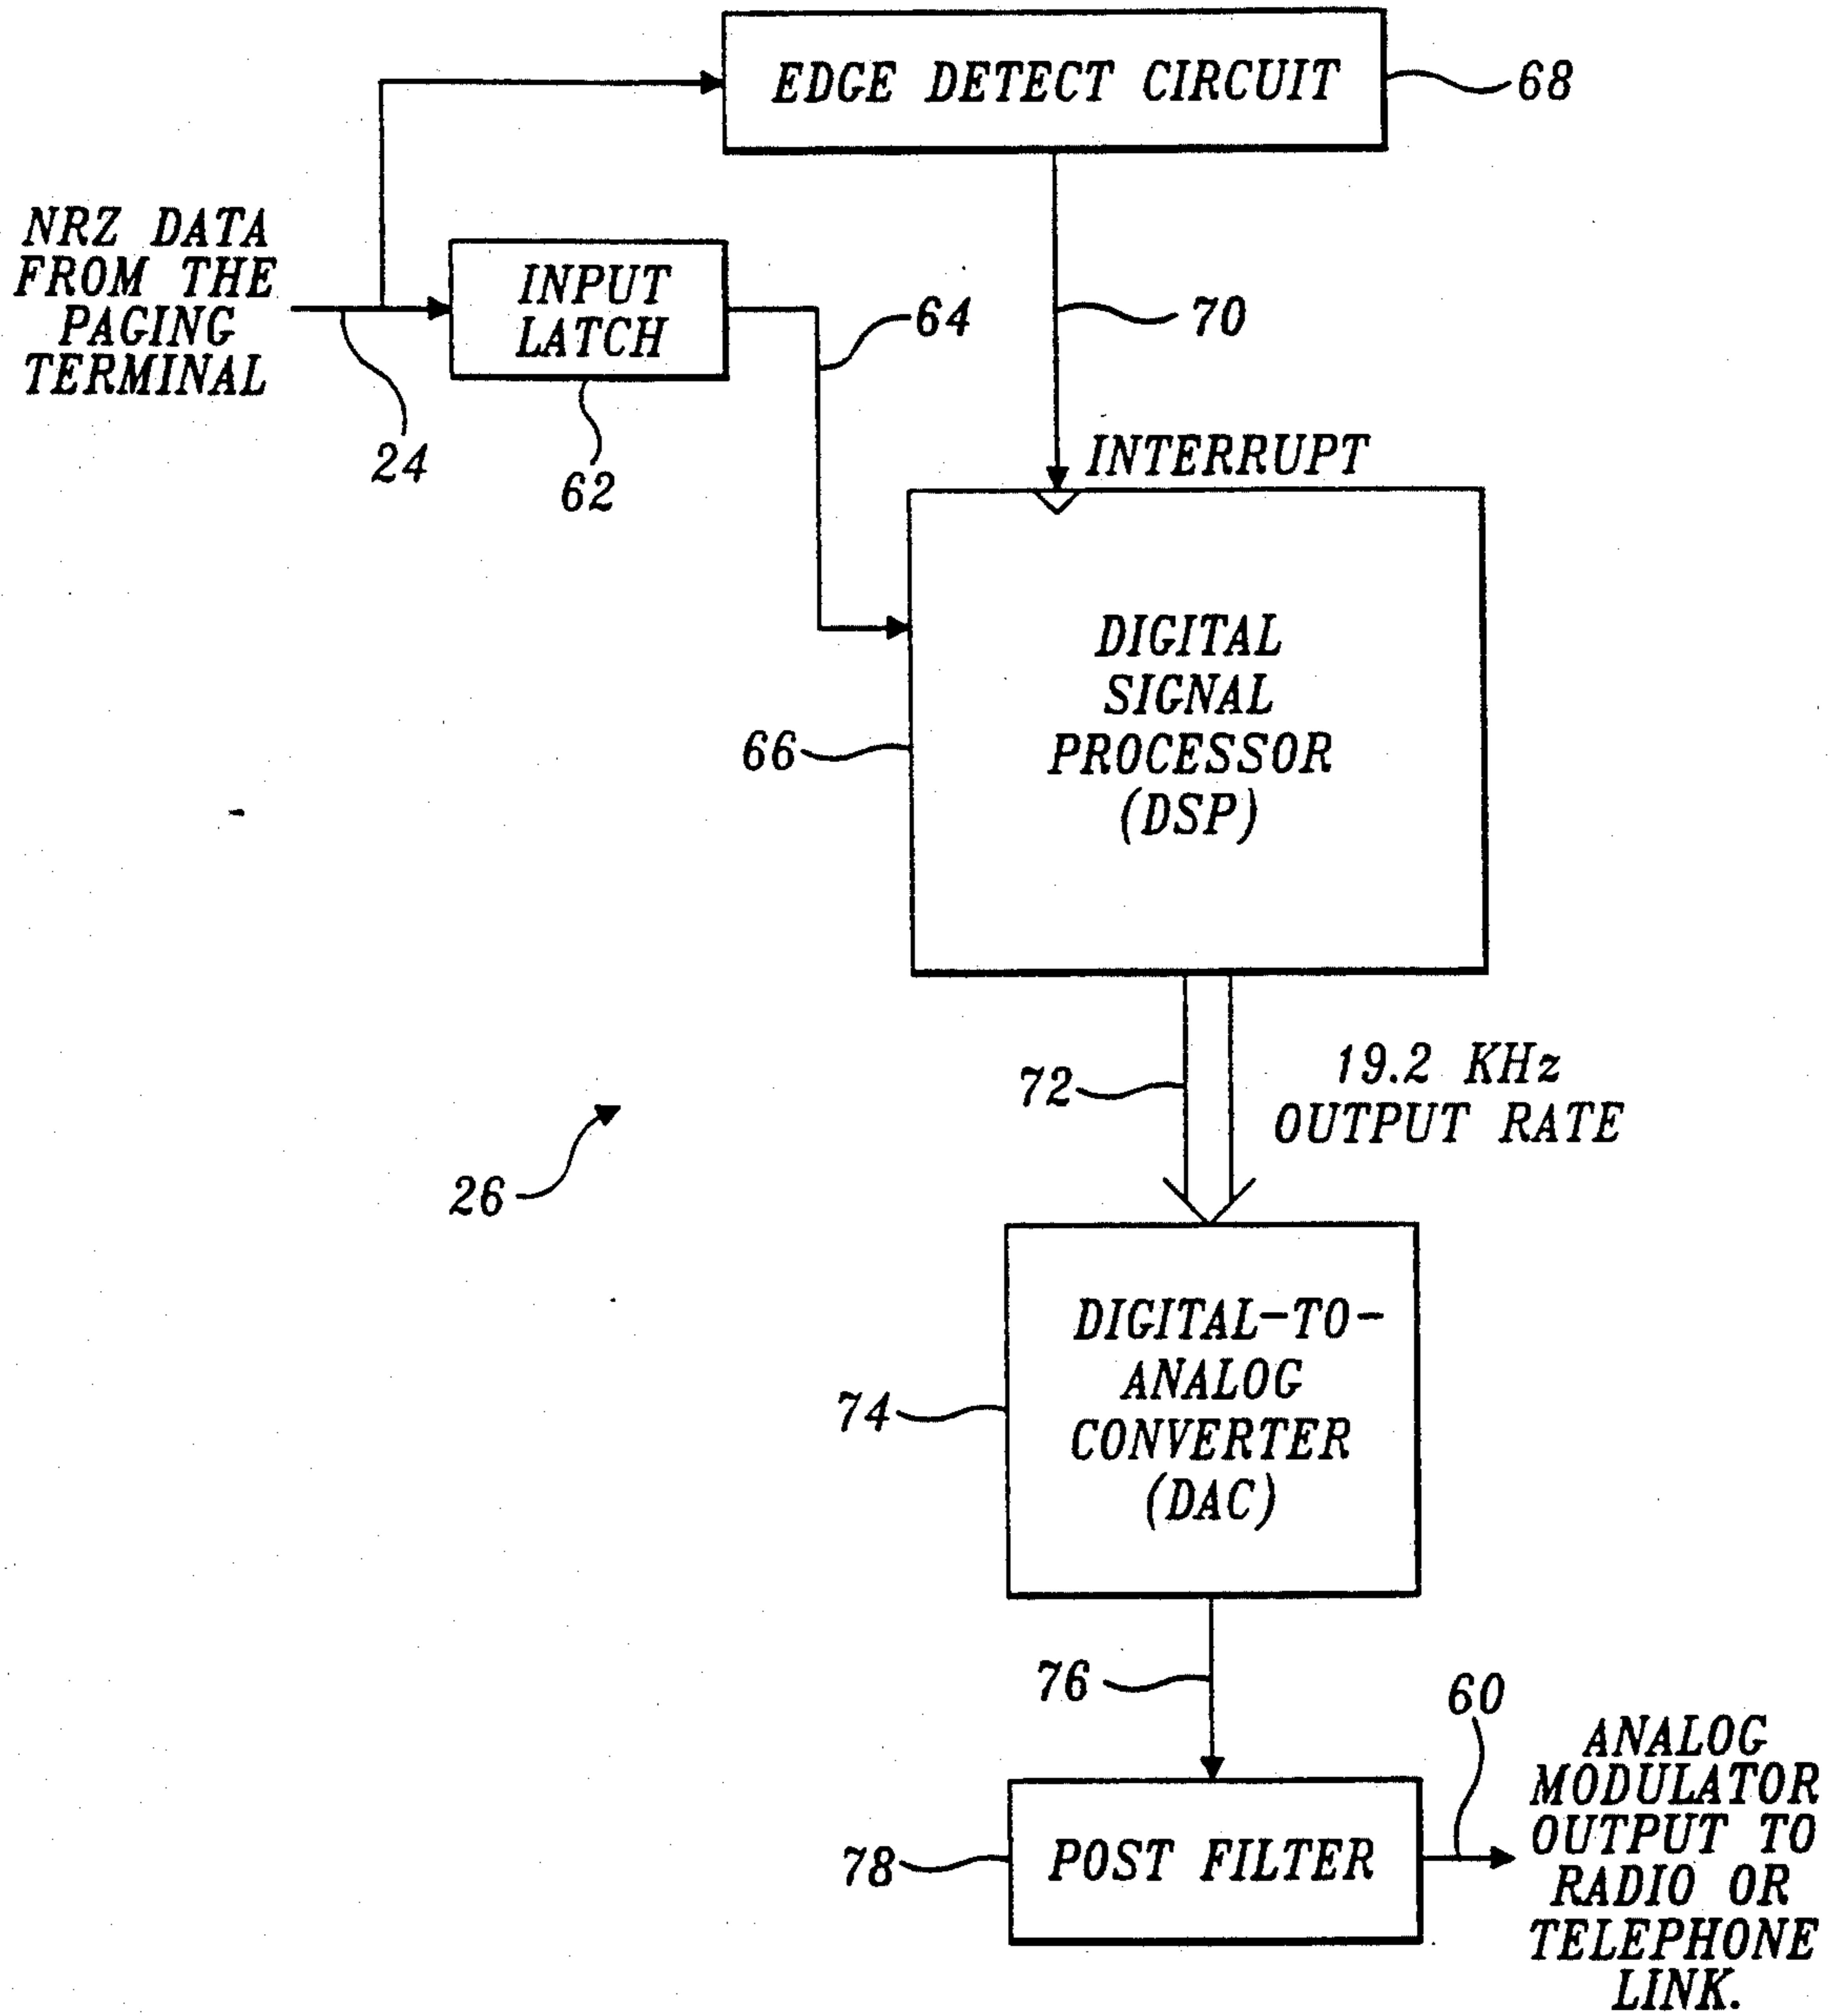 EDGE DETECT CIRCUIT
68
NRZ DATA
FROM THE
PAGING
TERMINAL
24
INPUT
LATCH
62
64
70
INTERRUPT
DIGITAL
SIGNAL
PROCESSOR
(DSP)
66
72
19.2 KHz
OUTPUT RATE
26
DIGITAL-TO-
ANALOG
CONVERTER
(DAC)
74
76
60
POST FILTER
78
ANALOG
MODULATOR
OUTPUT TO
RADIO OR
TELEPHONE
LINK.